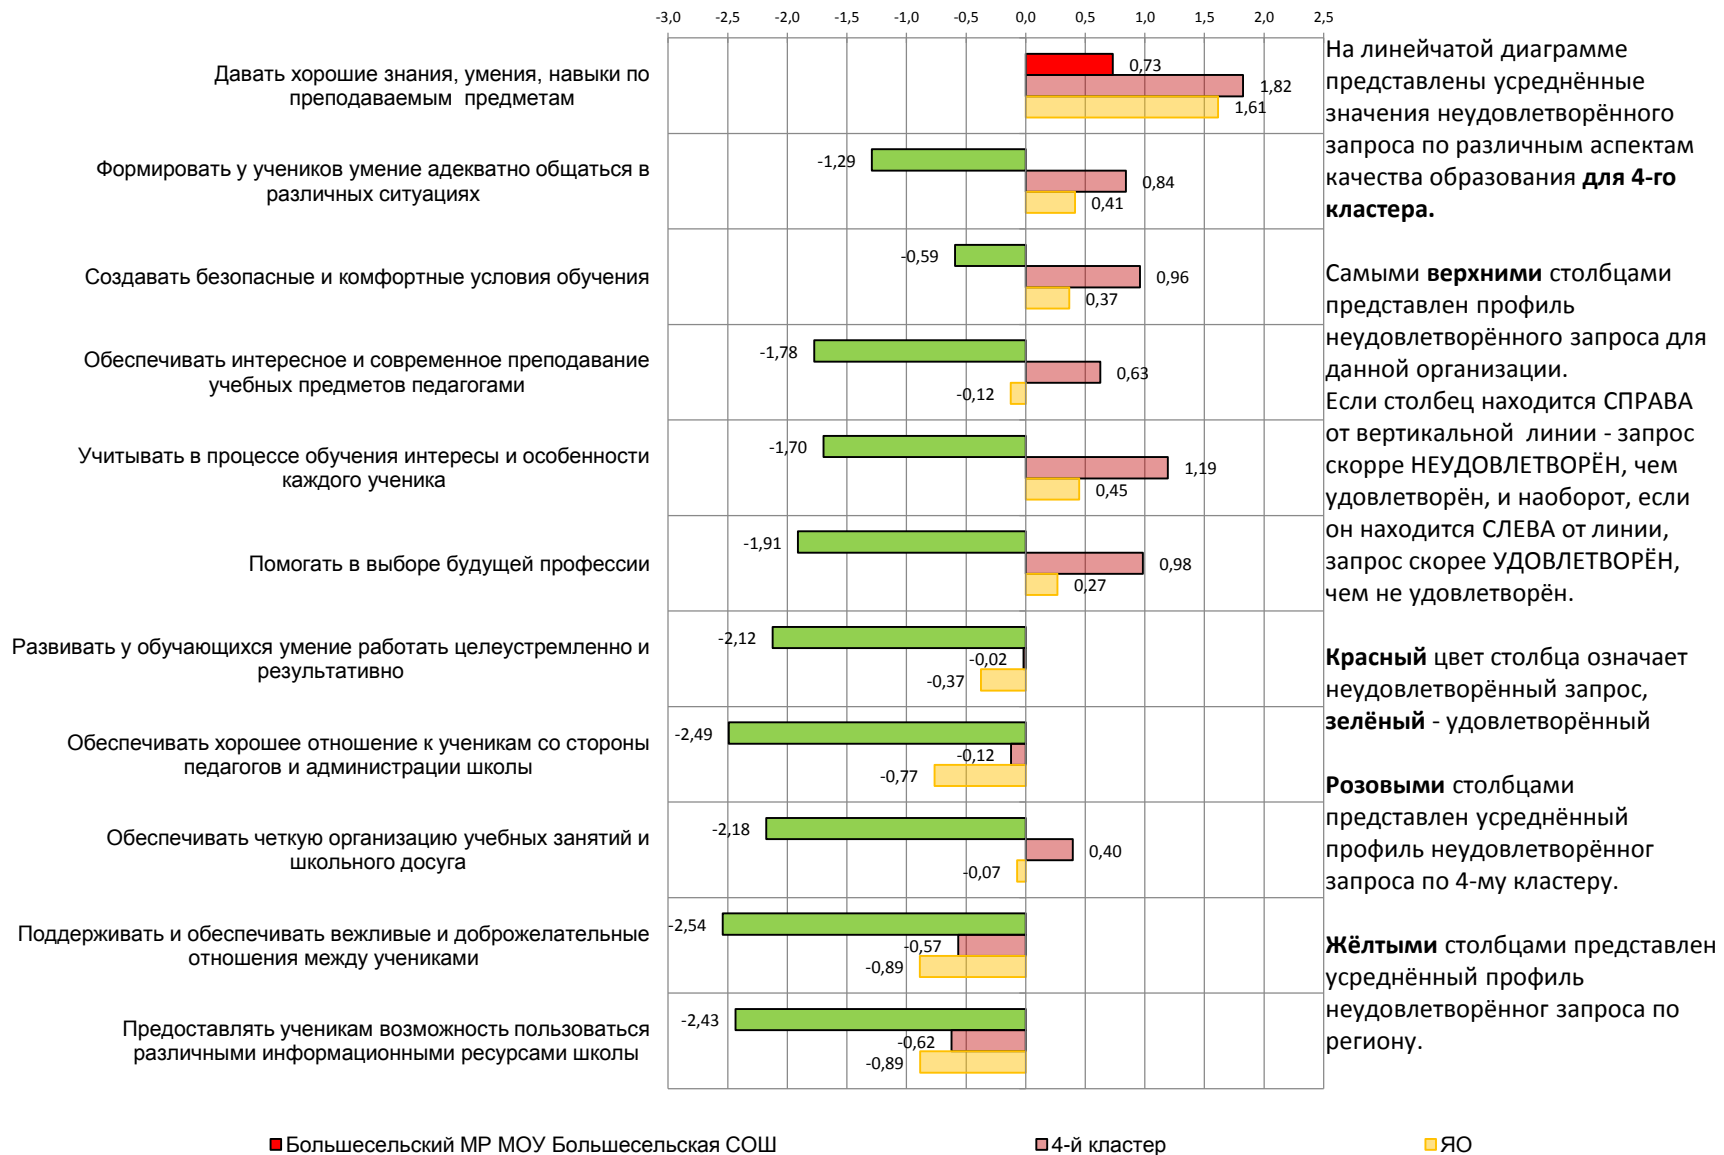 -3,0 -2,5 -2,0 -1,5 -1,0 -0,5 0,0 0,5 1,0 1,5 2,0 2,5
Давать хорошие знания, умения, навыки по
преподаваемым предметам
0,73
1,82
1,61
Формировать у учеников умение адекватно общаться в
различных ситуациях
-1,29
0,84
0,41
Создавать безопасные и комфортные условия обучения
-0,59
0,96
0,37
Обеспечивать интересное и современное преподавание
учебных предметов педагогами
-1,78
0,63
-0,12
Учитывать в процессе обучения интересы и особенности
каждого ученика
-1,70
1,19
0,45
Помогать в выборе будущей профессии
-1,91
0,98
0,27
Развивать у обучающихся умение работать целеустремленно и
результативно
-2,12
-0,02
-0,37
Обеспечивать хорошее отношение к ученикам со стороны
педагогов и администрации школы
-2,49
-0,12
-0,77
Обеспечивать четкую организацию учебных занятий и
школьного досуга
-2,18
0,40
-0,07
Поддерживать и обеспечивать вежливые и доброжелательные
отношения между учениками
-2,54
-0,57
-0,89
Предоставлять ученикам возможность пользоваться
различными информационными ресурсами школы
-2,43
-0,62
-0,89
На линейчатой диаграмме
представлены усреднённые
значения неудовлетворённого
запроса по различным аспектам
качества образования для 4-го
кластера.
Самыми верхними столбцами
представлен профиль
неудовлетворённого запроса для
данной организации.
Если столбец находится СПРАВА
от вертикальной линии - запрос
скорре НЕУДОВЛЕТВОРЁН, чем
удовлетворён, и наоборот, если
он находится СЛЕВА от линии,
запрос скорее УДОВЛЕТВОРЁН,
чем не удовлетворён.
Красный цвет столбца означает
неудовлетворённый запрос,
зелёный - удовлетворённый
Розовыми столбцами
представлен усреднённый
профиль неудовлетворённог
запроса по 4-му кластеру.
Жёлтыми столбцами представлен
усреднённый профиль
неудовлетворённог запроса по
региону.
Большесельский МР МОУ Большесельская СОШ
4-й кластер
ЯО